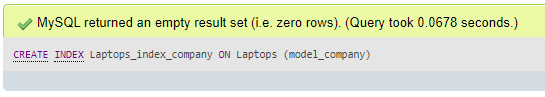 MySQL returned an empty result set (i.e. zero rows). (Query took 0.0678 seconds.)
CREATE INDEX Laptops_index_company ON Laptops (model_company)